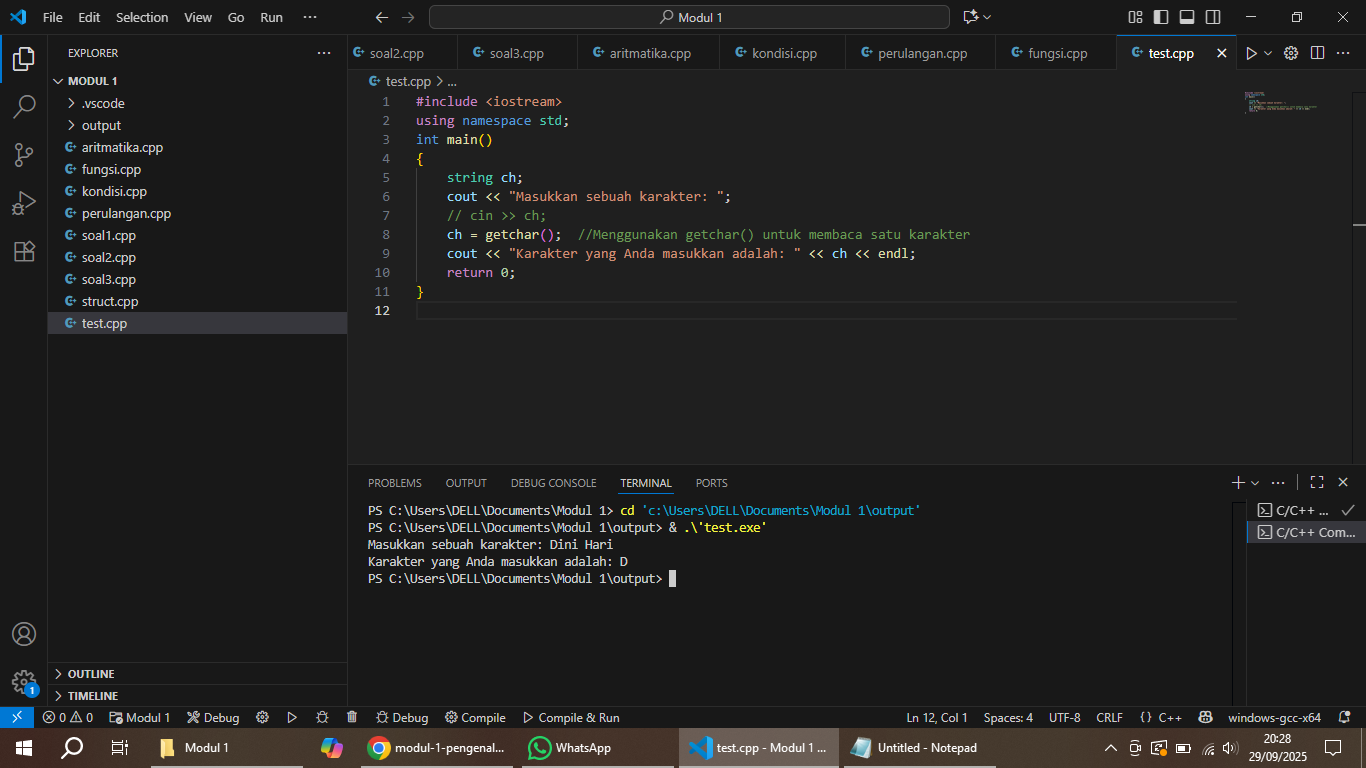 File Edit Selection View Go Run ··· Modul 1
EXPLORER ···
MODUL 1
.vscode
output
aritmatika.cpp
fungsi.cpp
kondisi.cpp
perulangan.cpp
soal1.cpp
soal2.cpp
soal3.cpp
struct.cpp
test.cpp
OUTLINE
TIMELINE
soal2.cpp soal3.cpp aritmatika.cpp kondisi.cpp perulangan.cpp fungsi.cpp test.cpp
test.cpp > ...
1 #include <iostream>
2 using namespace std;
3 int main()
4 {
5     string ch;
6     cout << "Masukkan sebuah karakter: ";
7     // cin >> ch;
8     ch = getchar();  //Menggunakan getchar() untuk membaca satu karakter
9     cout << "Karakter yang Anda masukkan adalah: " << ch << endl;
10     return 0;
11 }
12
PROBLEMS OUTPUT DEBUG CONSOLE TERMINAL PORTS
PS C:\Users\DELL\Documents\Modul 1> cd 'c:\Users\DELL\Documents\Modul 1\output'
PS C:\Users\DELL\Documents\Modul 1\output> & .\'test.exe'
Masukkan sebuah karakter: Dini Hari
Karakter yang Anda masukkan adalah: D
PS C:\Users\DELL\Documents\Modul 1\output>
C/C++ ...
C/C++ Com...
1
0 0 Modul 1 Debug Debug Compile Compile & Run Ln 12, Col 1 Spaces: 4 UTF-8 CRLF {} C++ windows-gcc-x64
Modul 1 modul-1-pengenal... WhatsApp test.cpp - Modul 1 ... Untitled - Notepad
20:28
29/09/2025